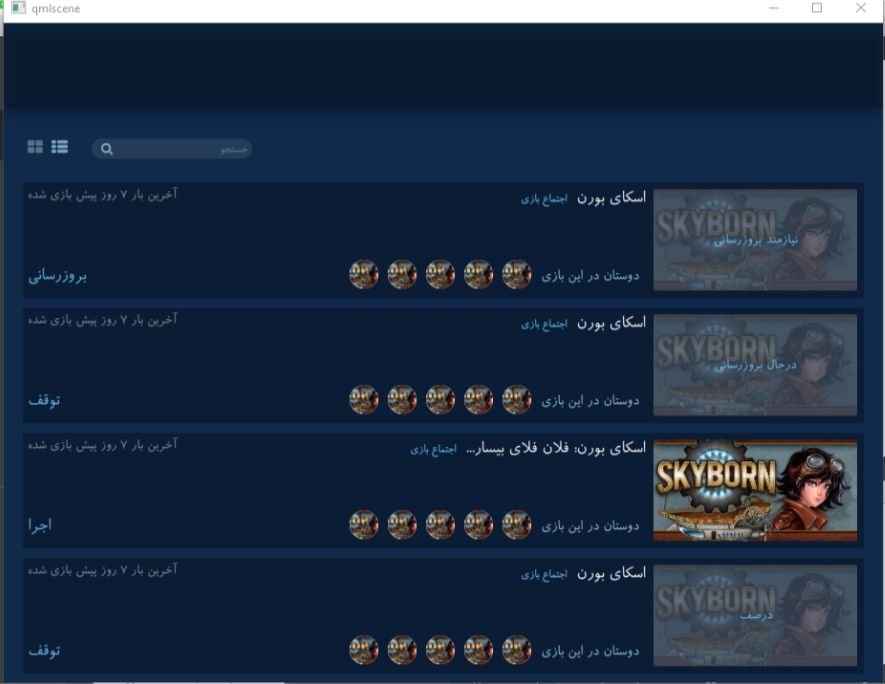 qmlscene
جستجو
اسکای بورن اجتماع بازی آخرین بار ۷ روز پیش بازی شده
SKYBORN
نیازمند بروزرسانی
دوستان در این بازی بروزرسانی
اسکای بورن اجتماع بازی آخرین بار ۷ روز پیش بازی شده
SKYBORN
درحال بروزرسانی
دوستان در این بازی توقف
اسکای بورن: فلان فلای بیسار... اجتماع بازی آخرین بار ۷ روز پیش بازی شده
SKYBORN
دوستان در این بازی اجرا
اسکای بورن اجتماع بازی آخرین بار ۷ روز پیش بازی شده
SKYBORN
درصف
دوستان در این بازی توقف